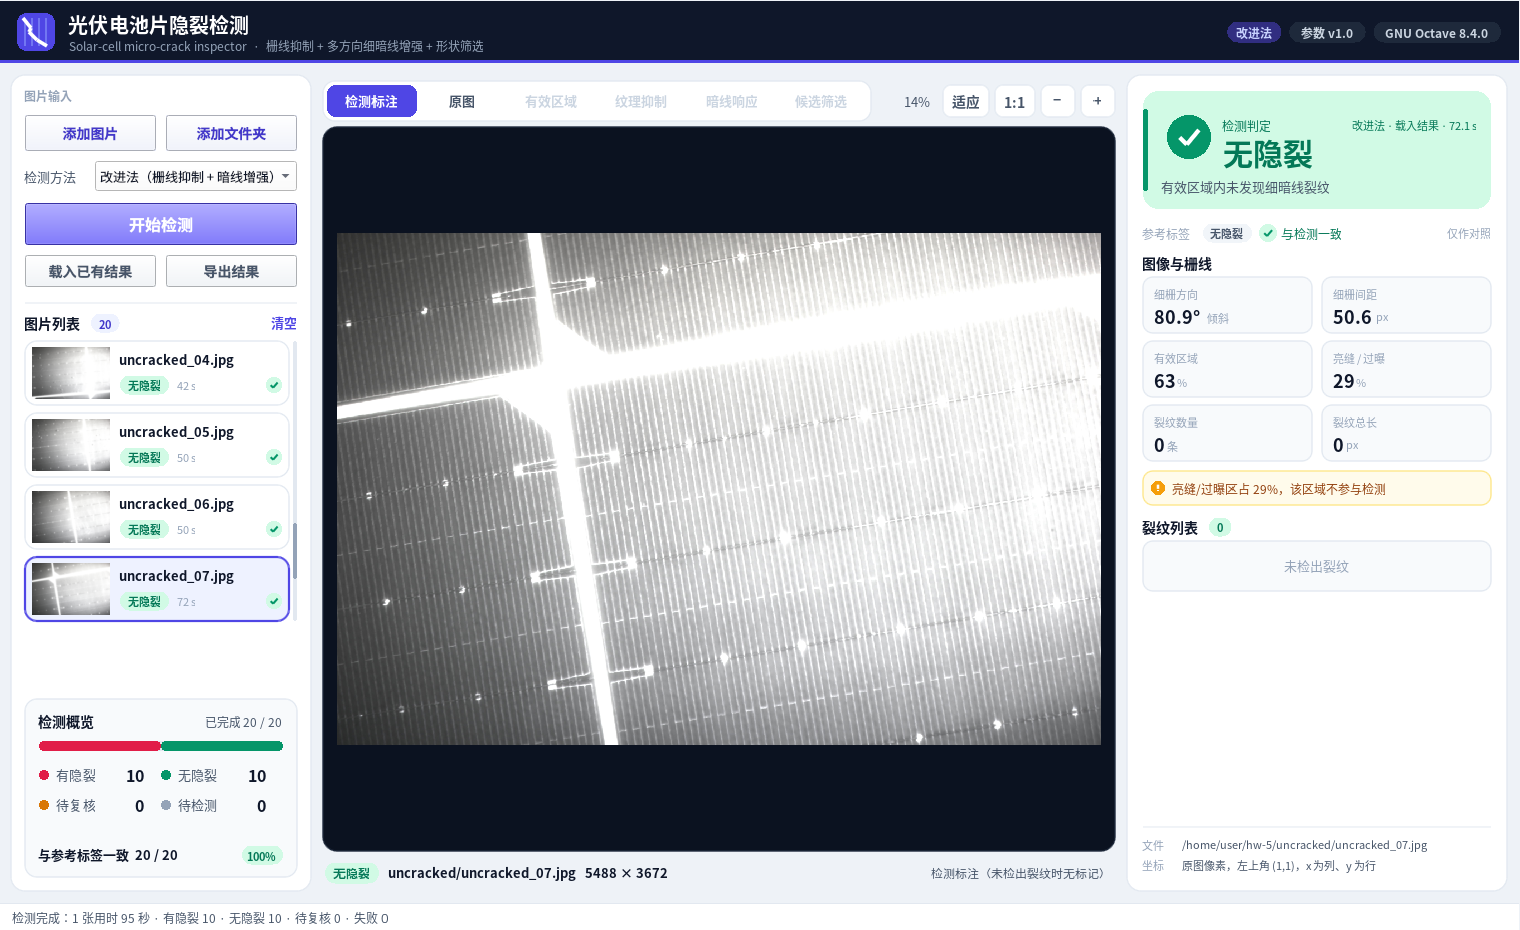 光伏电池片隐裂检测
Solar-cell micro-crack inspector · 栅线抑制 + 多方向细暗线增强 + 形状筛选
改进法
参数 v1.0
GNU Octave 8.4.0
图片输入
添加图片
添加文件夹
检测方法
改进法（栅线抑制 + 暗线增强）
开始检测
载入已有结果
导出结果
图片列表
20
清空
uncracked_04.jpg
无隐裂
42 s
uncracked_05.jpg
无隐裂
50 s
uncracked_06.jpg
无隐裂
50 s
uncracked_07.jpg
无隐裂
72 s
检测概览
已完成 20 / 20
有隐裂
10
无隐裂
10
待复核
0
待检测
0
与参考标签一致 20 / 20
100%
检测标注
原图
有效区域
纹理抑制
暗线响应
候选筛选
14%
适应
1:1
−
+
无隐裂
uncracked/uncracked_07.jpg 5488 × 3672
检测标注（未检出裂纹时无标记）
检测判定
改进法 · 载入结果 · 72.1 s
无隐裂
有效区域内未发现细暗线裂纹
参考标签
无隐裂
与检测一致
仅作对照
图像与栅线
细栅方向
80.9° 倾斜
细栅间距
50.6 px
有效区域
63 %
亮缝 / 过曝
29 %
裂纹数量
0 条
裂纹总长
0 px
亮缝/过曝区占 29%，该区域不参与检测
裂纹列表
0
未检出裂纹
文件
/home/user/hw-5/uncracked/uncracked_07.jpg
坐标
原图像素，左上角 (1,1)，x 为列、y 为行
检测完成：1 张用时 95 秒 · 有隐裂 10 · 无隐裂 10 · 待复核 0 · 失败 0